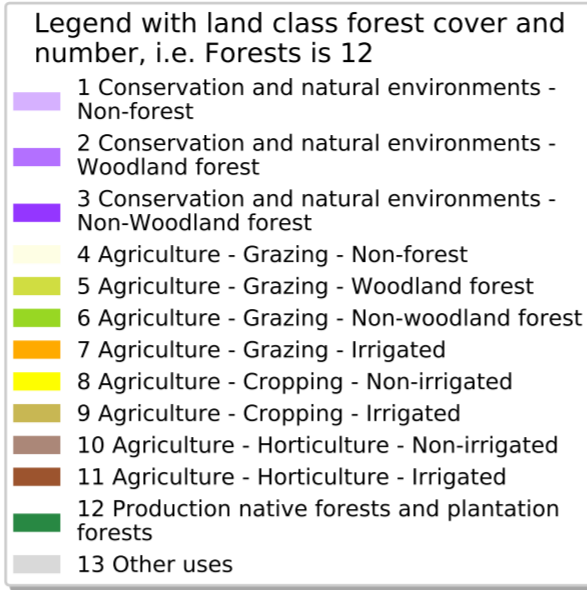 Legend with land class forest cover and
number, i.e. Forests is 12
1 Conservation and natural environments -
Non-forest
2 Conservation and natural environments -
Woodland forest
3 Conservation and natural environments -
Non-Woodland forest
4 Agriculture - Grazing - Non-forest
5 Agriculture - Grazing - Woodland forest
6 Agriculture - Grazing - Non-woodland forest
7 Agriculture - Grazing - Irrigated
8 Agriculture - Cropping - Non-irrigated
9 Agriculture - Cropping - Irrigated
10 Agriculture - Horticulture - Non-irrigated
11 Agriculture - Horticulture - Irrigated
12 Production native forests and plantation
forests
13 Other uses